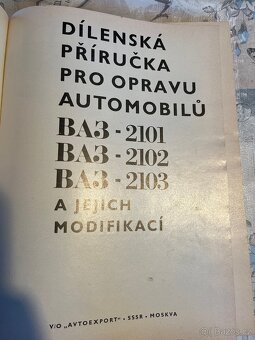 DÍLENSKÁ
PŘÍRUČKA
PRO OPRAVU
AUTOMOBILŮ
ВАЗ - 2101
ВАЗ - 2102
ВАЗ - 2103
A JEJICH
MODIFIKACÍ
V/O „AVTOEXPORT" · SSSR · MOSKVA